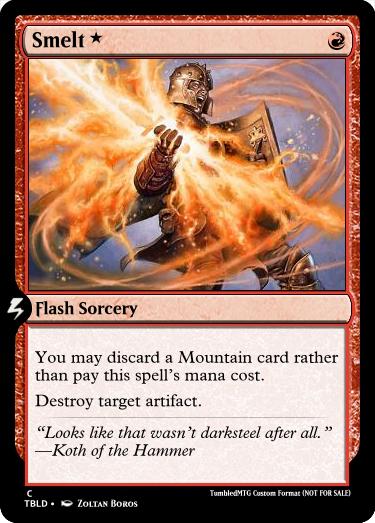 Smelt ★
Flash Sorcery
You may discard a Mountain card rather
than pay this spell's mana cost.
Destroy target artifact.
“Looks like that wasn't darksteel after all.”
—Koth of the Hammer
C
TBLD • Zoltan Boros
TumbledMTG Custom Format (NOT FOR SALE)